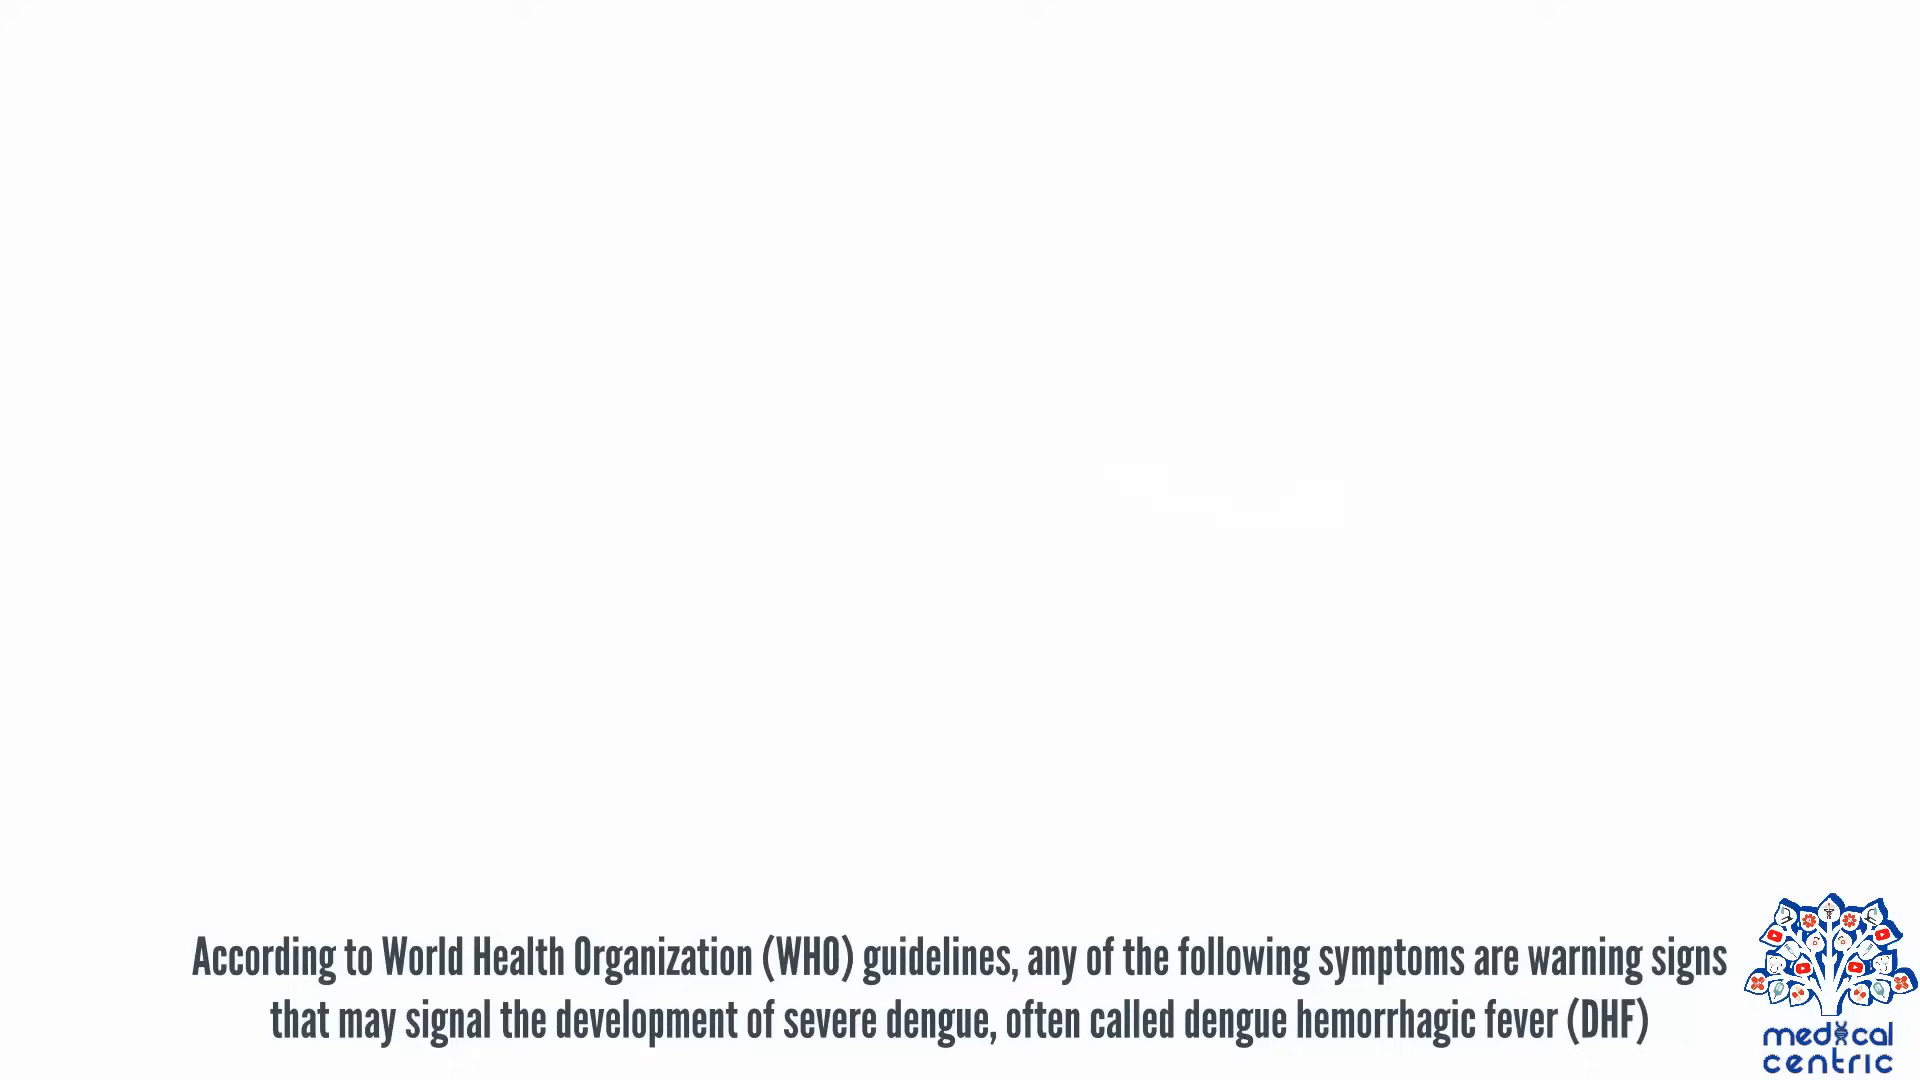 According to World Health Organization (WHO) guidelines, any of the following symptoms are warning signs
that may signal the development of severe dengue, often called dengue hemorrhagic fever (DHF)
medical
centric